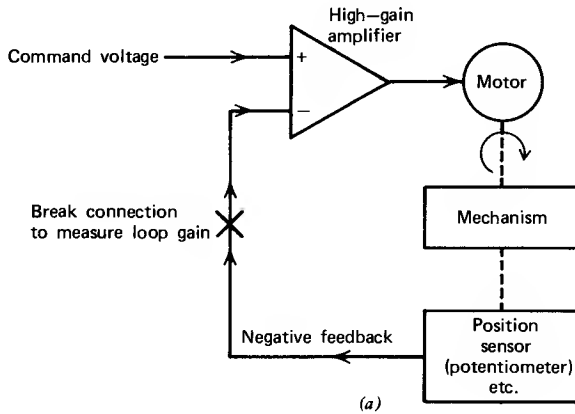 High–gain
amplifier
Command voltage
+
−
Motor
Break connection
to measure loop gain
Mechanism
Negative feedback
Position
sensor
(potentiometer)
etc.
(a)